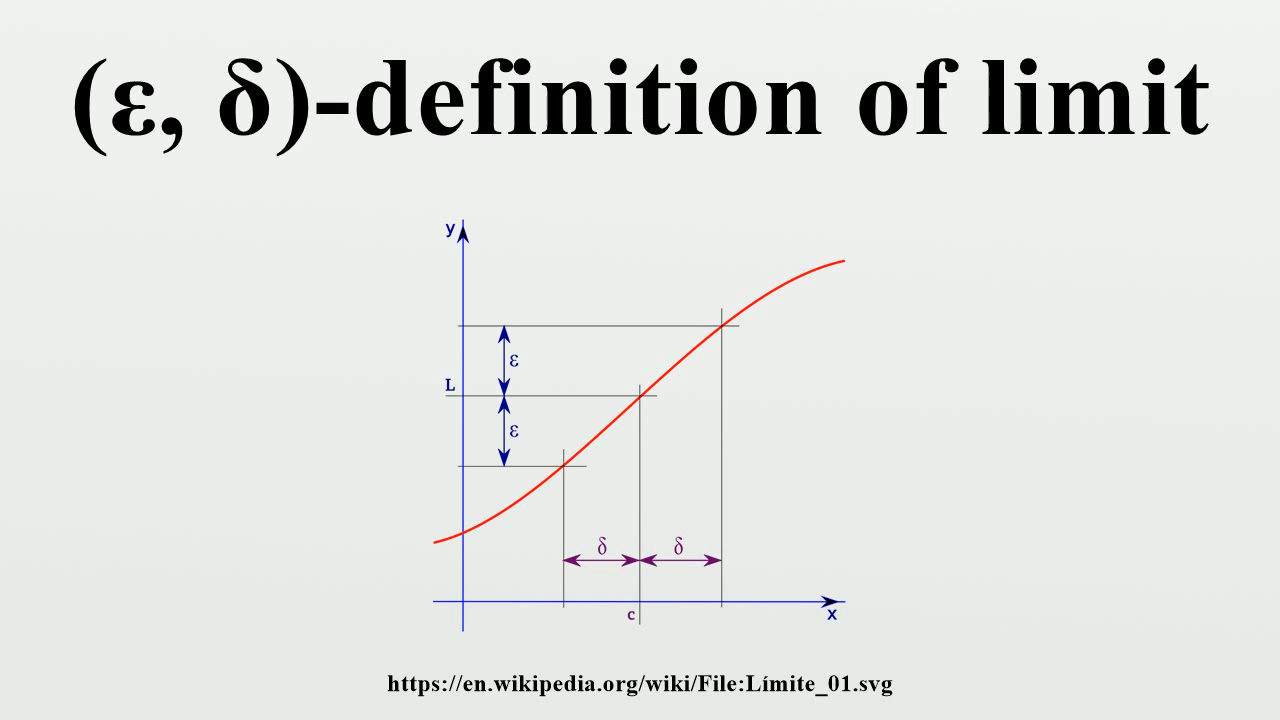 (ε, δ)-definition of limit
y
ε
L
ε
δ δ
c
x
https://en.wikipedia.org/wiki/File:Límite_01.svg